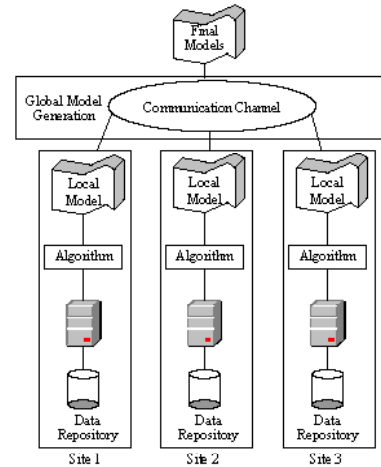 Final
Models
Global Model
Generation
Communication Channel
Local
Model
Local
Model
Local
Model
Algorithm
Algorithm
Algorithm
Data
Repository
Data
Repository
Data
Repository
Site 1
Site 2
Site 3